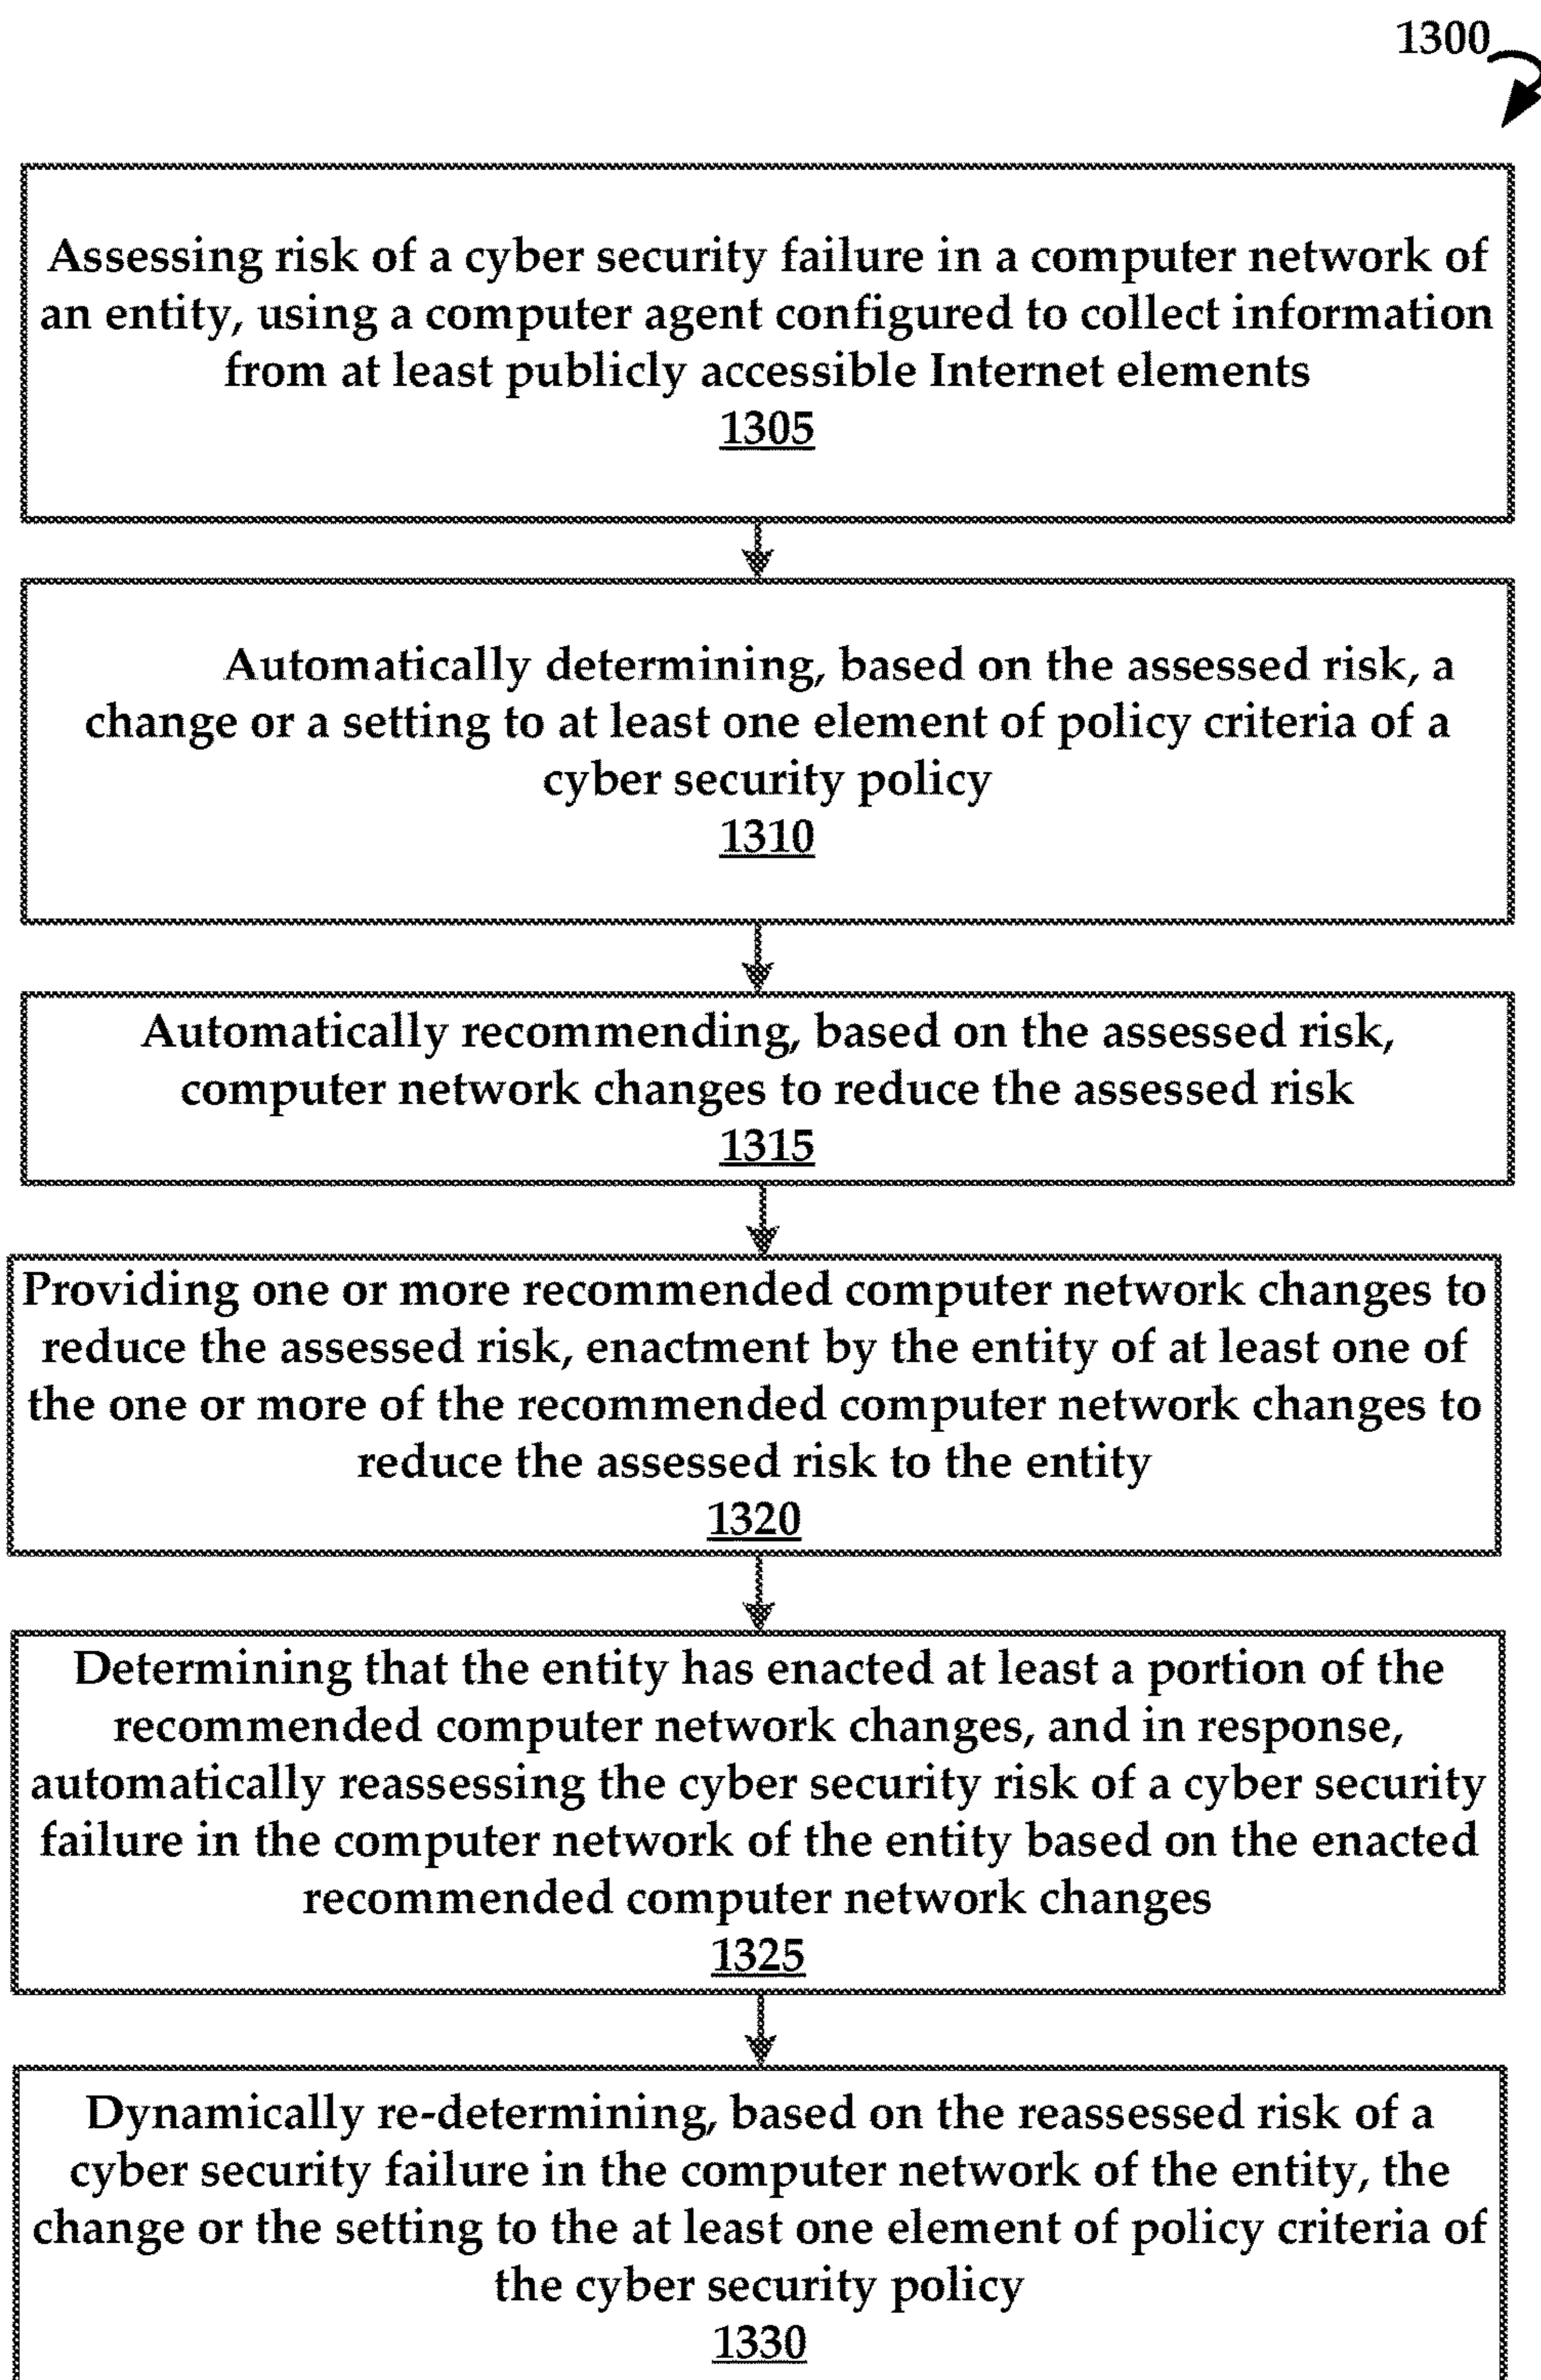 1300
Assessing risk of a cyber security failure in a computer network of
an entity, using a computer agent configured to collect information
from at least publicly accessible Internet elements
1305
Automatically determining, based on the assessed risk, a
change or a setting to at least one element of policy criteria of a
cyber security policy
1310
Automatically recommending, based on the assessed risk,
computer network changes to reduce the assessed risk
1315
Providing one or more recommended computer network changes to
reduce the assessed risk, enactment by the entity of at least one of
the one or more of the recommended computer network changes to
reduce the assessed risk to the entity
1320
Determining that the entity has enacted at least a portion of the
recommended computer network changes, and in response,
automatically reassessing the cyber security risk of a cyber security
failure in the computer network of the entity based on the enacted
recommended computer network changes
1325
Dynamically re-determining, based on the reassessed risk of a
cyber security failure in the computer network of the entity, the
change or the setting to the at least one element of policy criteria of
the cyber security policy
1330